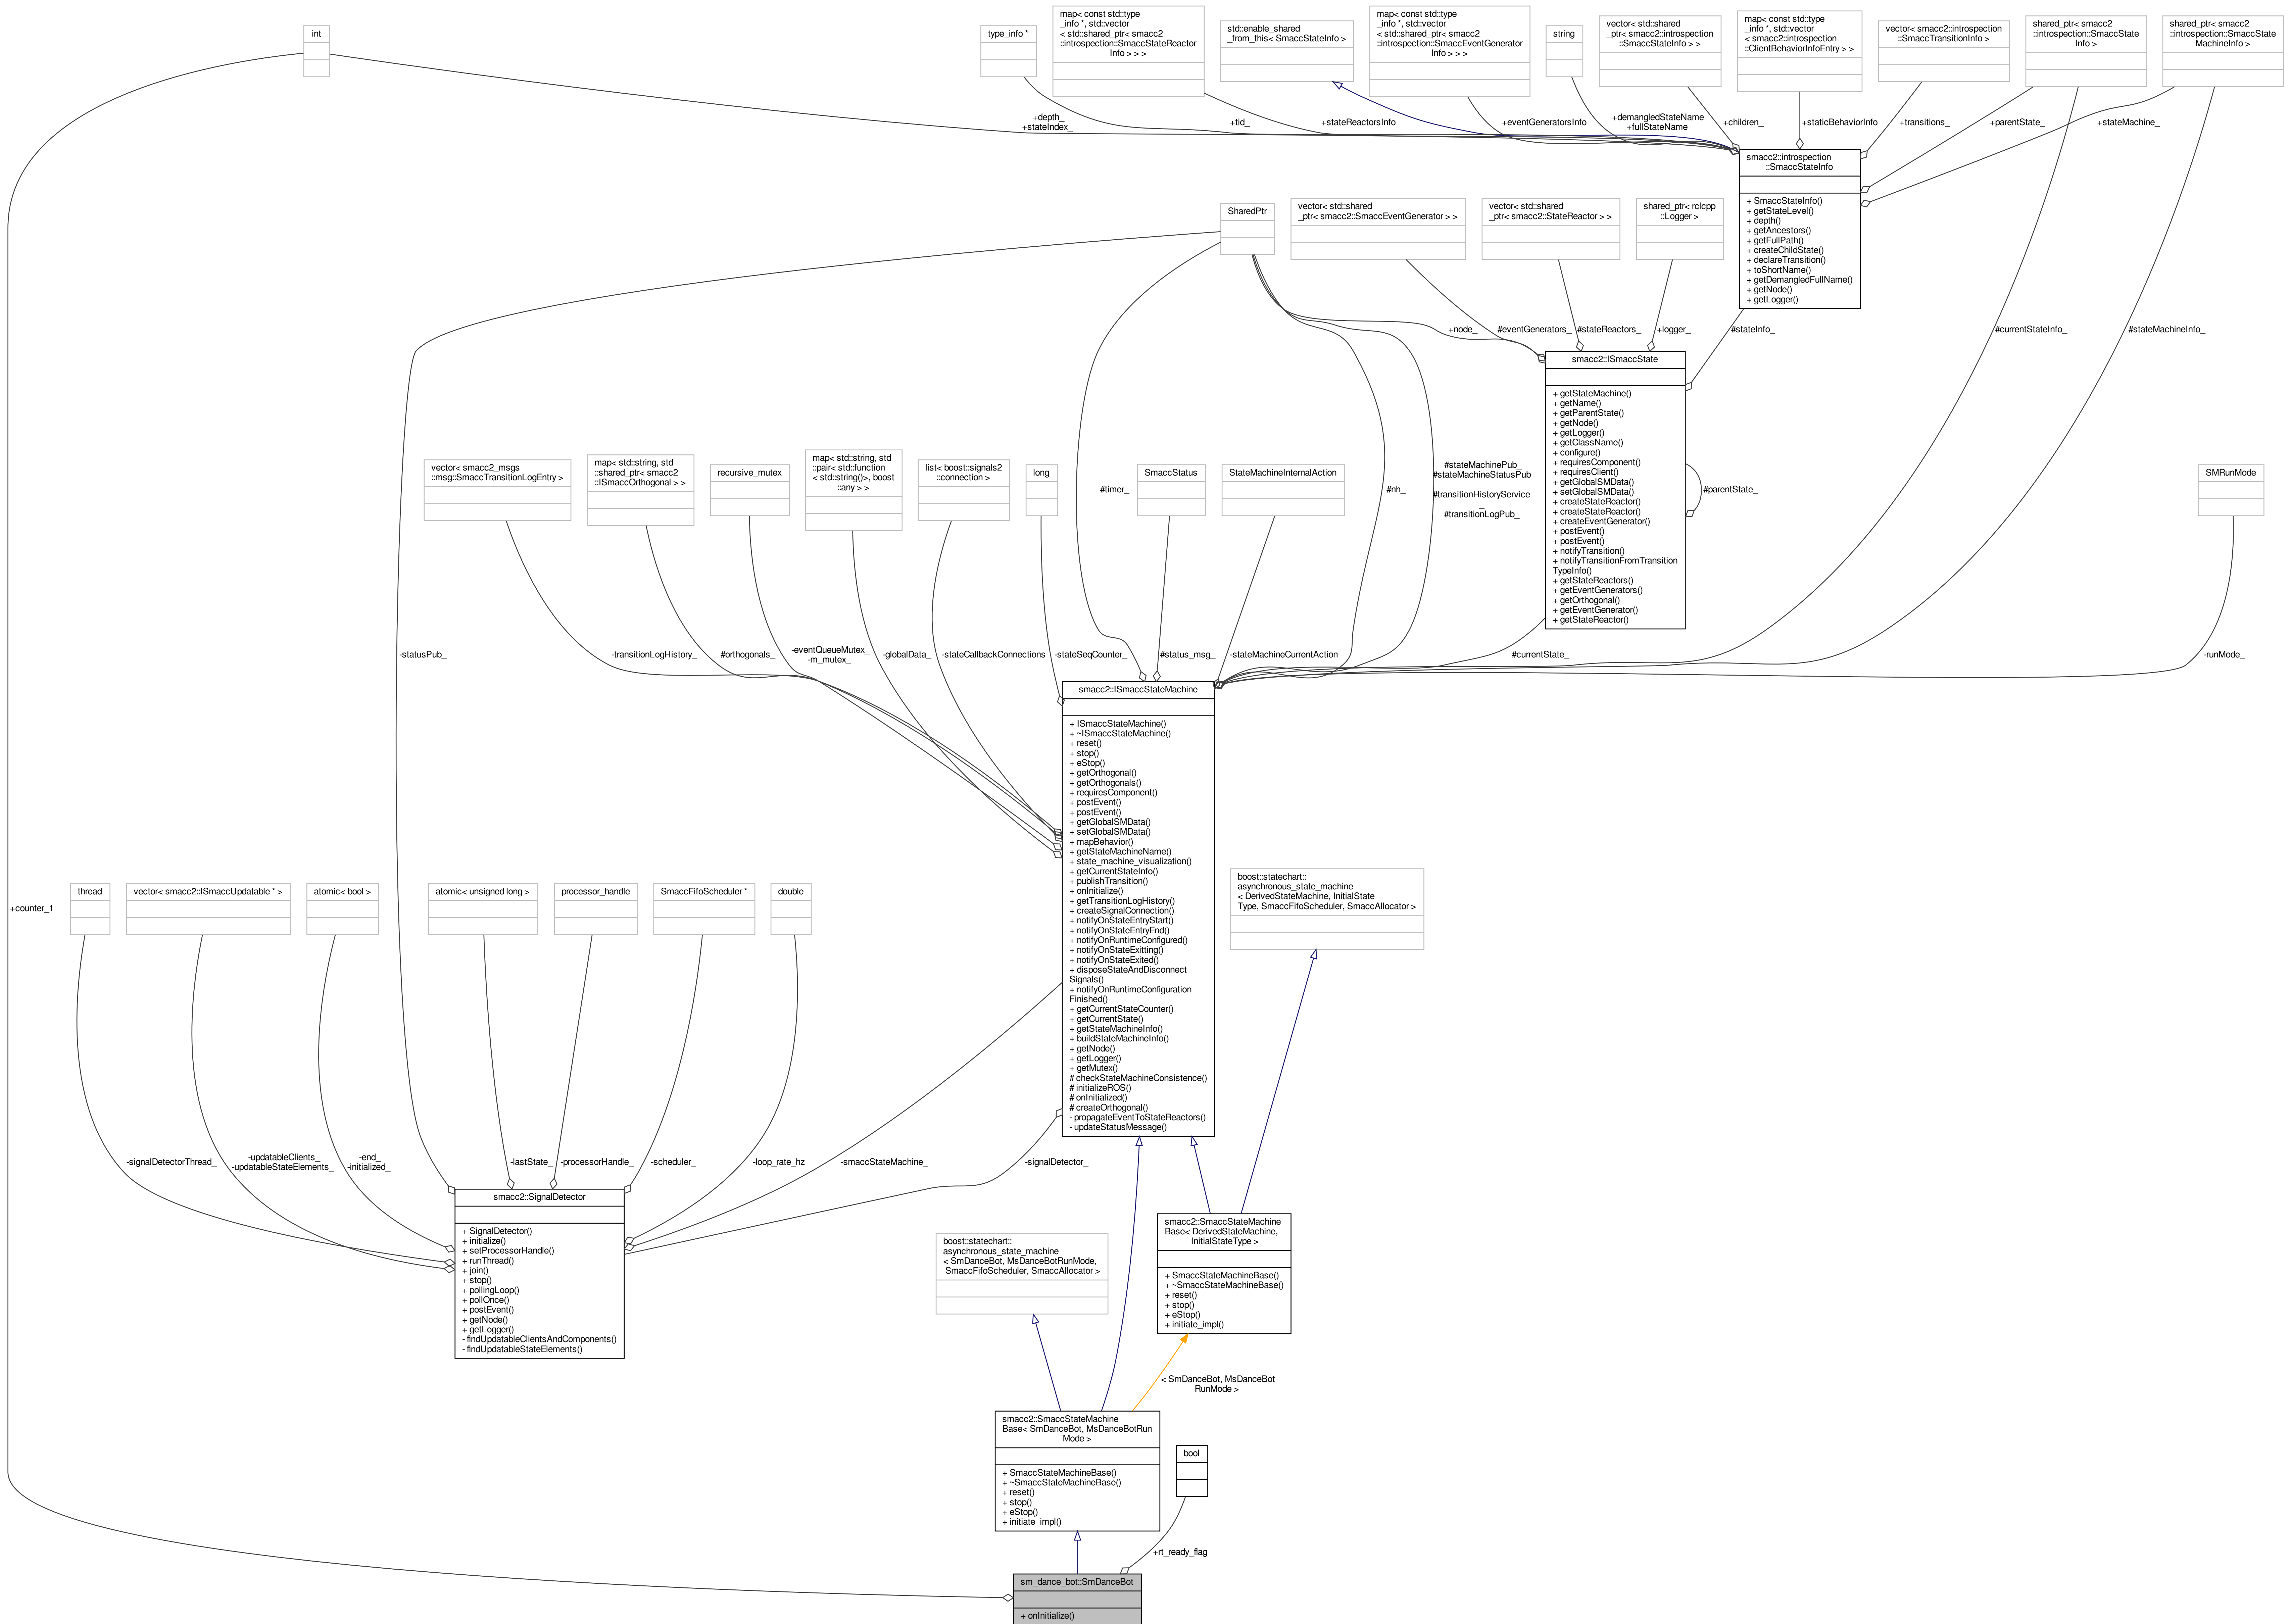 int
type_info *
map< const std::type
_info *, std::vector
< std::shared_ptr< smacc2
::introspection::SmaccStateReactor
Info > > >
std::enable_shared
_from_this< SmaccStateInfo >
map< const std::type
_info *, std::vector
< std::shared_ptr< smacc2
::introspection::SmaccEventGenerator
Info > > >
string
vector< std::shared
_ptr< smacc2::introspection
::SmaccStateInfo > >
map< const std::type
_info *, std::vector
< smacc2::introspection
::ClientBehaviorInfoEntry > >
vector< smacc2::introspection
::SmaccTransitionInfo >
shared_ptr< smacc2
::introspection::SmaccState
Info >
shared_ptr< smacc2
::introspection::SmaccState
MachineInfo >
+depth_
+stateIndex_
+tid_
+stateReactorsInfo
+eventGeneratorsInfo
+demangledStateName
+fullStateName
+children_
+staticBehaviorInfo
+transitions_
+parentState_
+stateMachine_
smacc2::introspection
::SmaccStateInfo
+ SmaccStateInfo()
+ getStateLevel()
+ depth()
+ getAncestors()
+ getFullPath()
+ createChildState()
+ declareTransition()
+ toShortName()
+ getDemangledFullName()
+ getNode()
+ getLogger()
SharedPtr
vector< std::shared
_ptr< smacc2::SmaccEventGenerator > >
vector< std::shared
_ptr< smacc2::StateReactor > >
shared_ptr< rclcpp
::Logger >
+node_
#eventGenerators_
#stateReactors_
+logger_
#stateInfo_
#currentStateInfo_
#stateMachineInfo_
smacc2::ISmaccState
+ getStateMachine()
+ getName()
+ getParentState()
+ getNode()
+ getLogger()
+ getClassName()
+ configure()
+ requiresComponent()
+ requiresClient()
+ getGlobalSMData()
+ setGlobalSMData()
+ createStateReactor()
+ createStateReactor()
+ createEventGenerator()
+ postEvent()
+ postEvent()
+ notifyTransition()
+ notifyTransitionFromTransition
TypeInfo()
+ getStateReactors()
+ getEventGenerators()
+ getOrthogonal()
+ getEventGenerator()
+ getStateReactor()
#parentState_
vector< smacc2_msgs
::msg::SmaccTransitionLogEntry >
map< std::string, std
::shared_ptr< smacc2
::ISmaccOrthogonal > >
recursive_mutex
map< std::string, std
::pair< std::function
< std::string()>, boost
::any > >
list< boost::signals2
::connection >
long
#timer_
SmaccStatus
StateMachineInternalAction
#nh_
#stateMachinePub_
#stateMachineStatusPub
_
#transitionHistoryService
_
#transitionLogPub_
SMRunMode
-statusPub_
-transitionLogHistory_
#orthogonals_
-eventQueueMutex_
-m_mutex_
-globalData_
-stateCallbackConnections
-stateSeqCounter_
#status_msg_
-stateMachineCurrentAction
#currentState_
-runMode_
smacc2::ISmaccStateMachine
+ ISmaccStateMachine()
+ ~ISmaccStateMachine()
+ reset()
+ stop()
+ eStop()
+ getOrthogonal()
+ getOrthogonals()
+ requiresComponent()
+ postEvent()
+ postEvent()
+ getGlobalSMData()
+ setGlobalSMData()
+ mapBehavior()
+ getStateMachineName()
+ state_machine_visualization()
+ getCurrentStateInfo()
+ publishTransition()
+ onInitialize()
+ getTransitionLogHistory()
+ createSignalConnection()
+ notifyOnStateEntryStart()
+ notifyOnStateEntryEnd()
+ notifyOnRuntimeConfigured()
+ notifyOnStateExitting()
+ notifyOnStateExited()
+ disposeStateAndDisconnect
Signals()
+ notifyOnRuntimeConfiguration
Finished()
+ getCurrentStateCounter()
+ getCurrentState()
+ getStateMachineInfo()
+ buildStateMachineInfo()
+ getNode()
+ getLogger()
+ getMutex()
# checkStateMachineConsistence()
# initializeROS()
# onInitialized()
# createOrthogonal()
- propagateEventToStateReactors()
- updateStatusMessage()
+counter_1
thread
vector< smacc2::ISmaccUpdatable * >
atomic< bool >
atomic< unsigned long >
processor_handle
SmaccFifoScheduler *
double
boost::statechart::
asynchronous_state_machine
< DerivedStateMachine, InitialState
Type, SmaccFifoScheduler, SmaccAllocator >
-signalDetectorThread_
-updatableClients_
-updatableStateElements_
-end_
-initialized_
-lastState_
-processorHandle_
-scheduler_
-loop_rate_hz
-smaccStateMachine_
-signalDetector_
smacc2::SignalDetector
+ SignalDetector()
+ initialize()
+ setProcessorHandle()
+ runThread()
+ join()
+ stop()
+ pollingLoop()
+ pollOnce()
+ postEvent()
+ getNode()
+ getLogger()
- findUpdatableClientsAndComponents()
- findUpdatableStateElements()
boost::statechart::
asynchronous_state_machine
< SmDanceBot, MsDanceBotRunMode,
SmaccFifoScheduler, SmaccAllocator >
smacc2::SmaccStateMachine
Base< DerivedStateMachine,
InitialStateType >
+ SmaccStateMachineBase()
+ ~SmaccStateMachineBase()
+ reset()
+ stop()
+ eStop()
+ initiate_impl()
< SmDanceBot, MsDanceBot
RunMode >
smacc2::SmaccStateMachine
Base< SmDanceBot, MsDanceBotRun
Mode >
+ SmaccStateMachineBase()
+ ~SmaccStateMachineBase()
+ reset()
+ stop()
+ eStop()
+ initiate_impl()
bool
+rt_ready_flag
sm_dance_bot::SmDanceBot
+ onInitialize()